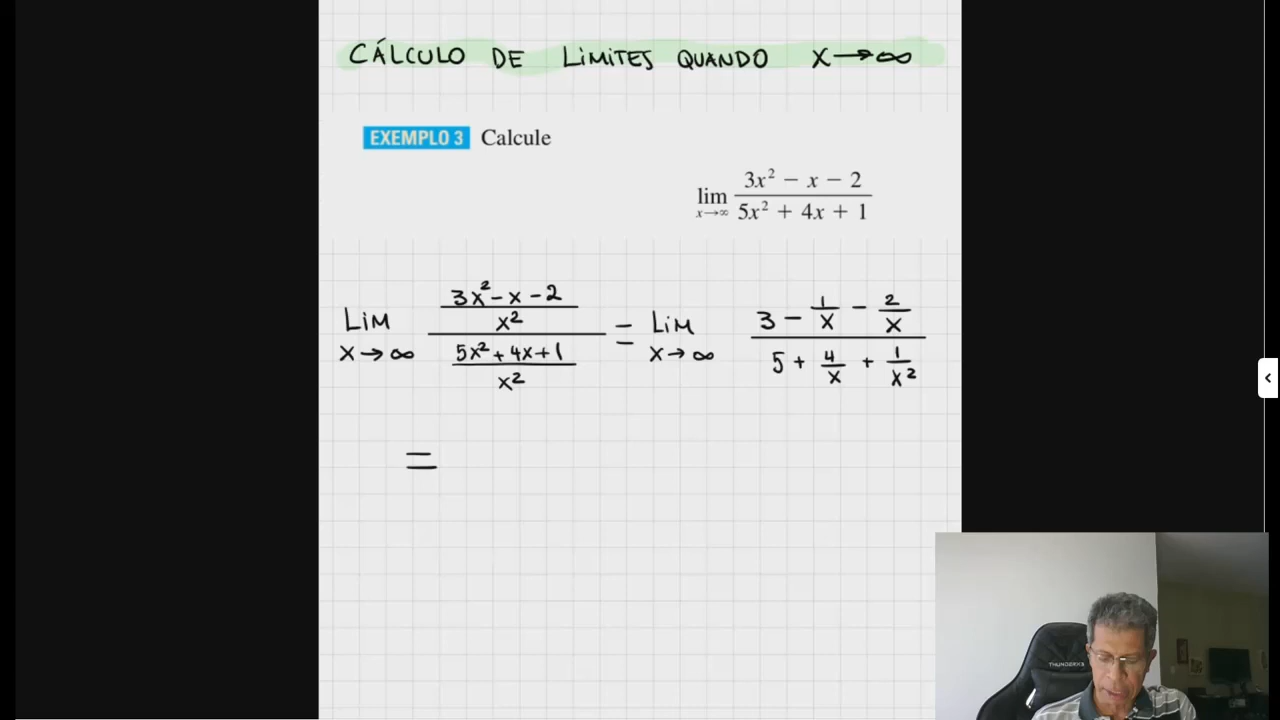 CÁLCULO DE LIMITES QUANDO X→∞
EXEMPLO 3 Calcule
lim x→∞ (3x² − x − 2)/(5x² + 4x + 1)
LIM X→∞ ((3X²-X-2)/X²)/((5X²+4X+1)/X²) = LIM X→∞ (3 - 1/X - 2/X)/(5 + 4/X + 1/X²)
=
THUNDERX3